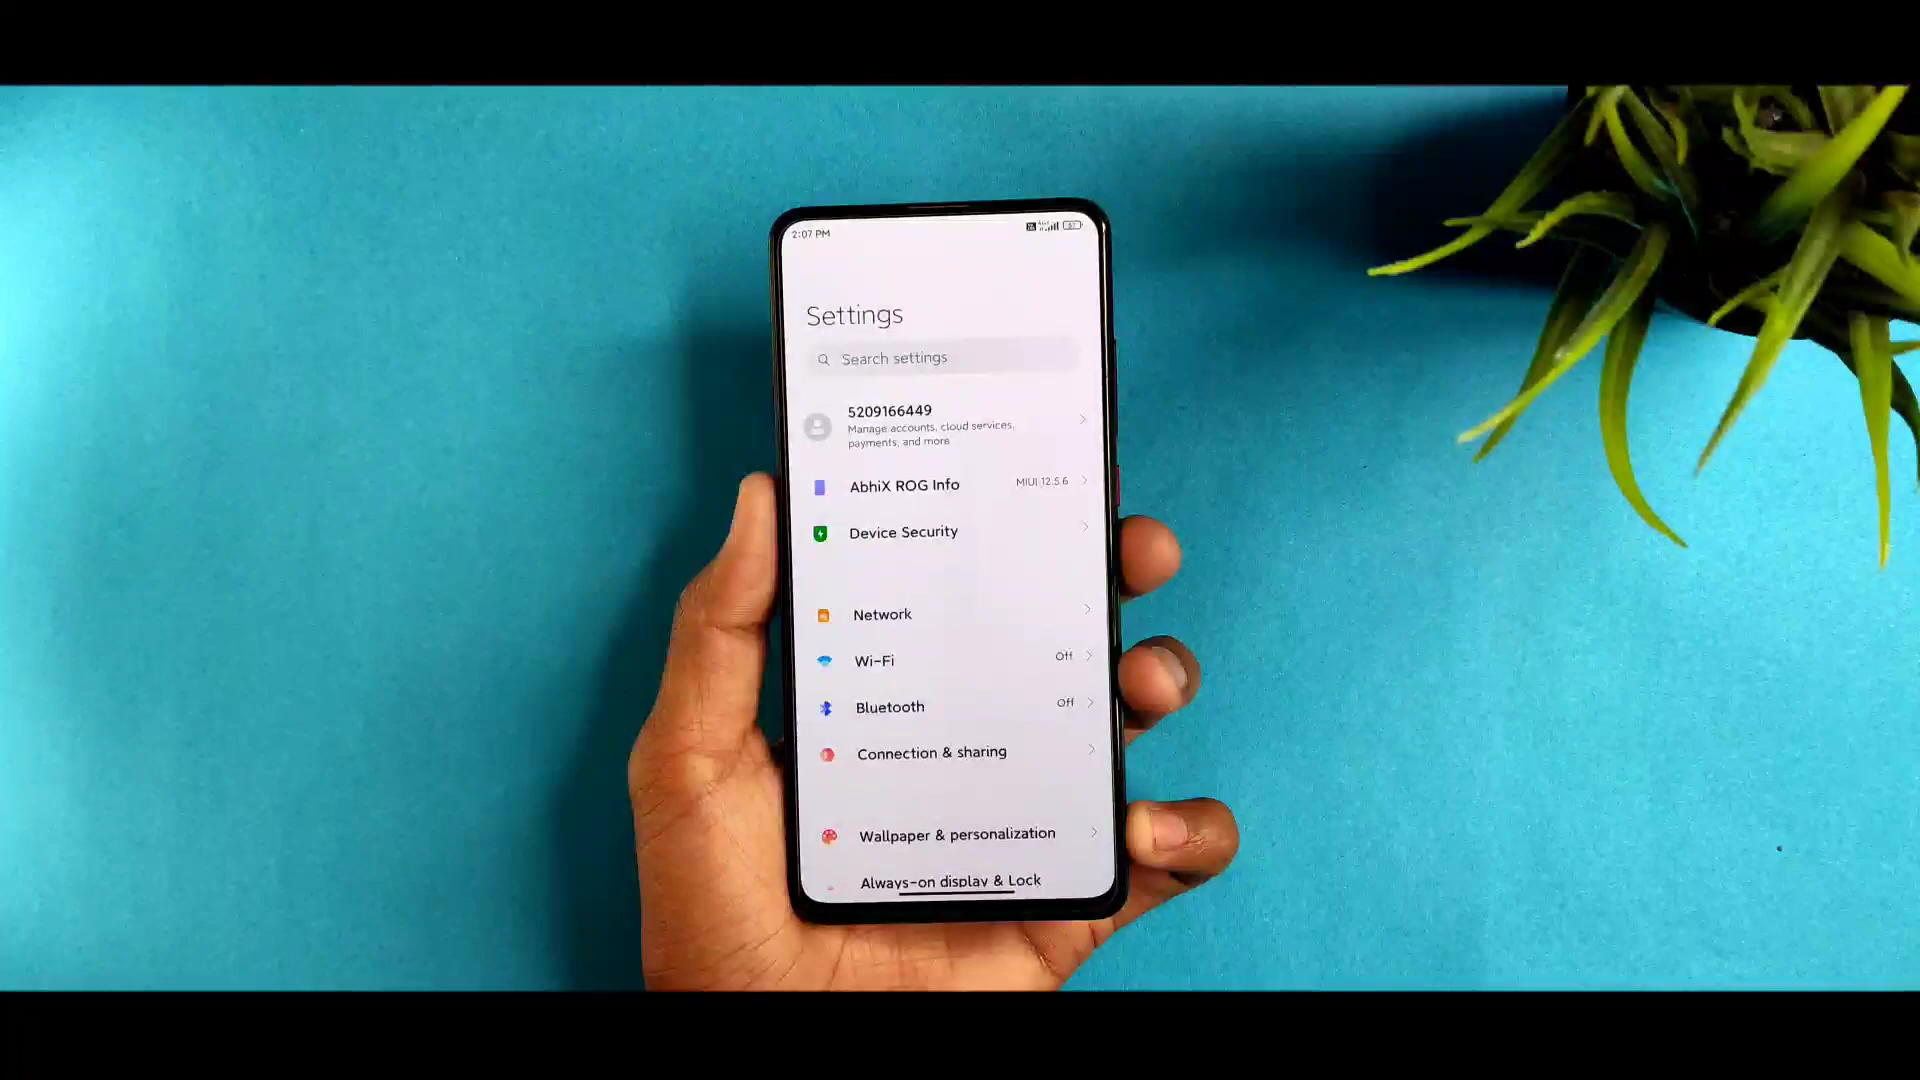 2:07 PM
57
Settings
Search settings
5209166449
Manage accounts, cloud services,
payments, and more
AbhiX ROG Info MIUI 12.5.6
Device Security
Network
Wi-Fi Off
Bluetooth Off
Connection & sharing
Wallpaper & personalization
Always-on display & Lock